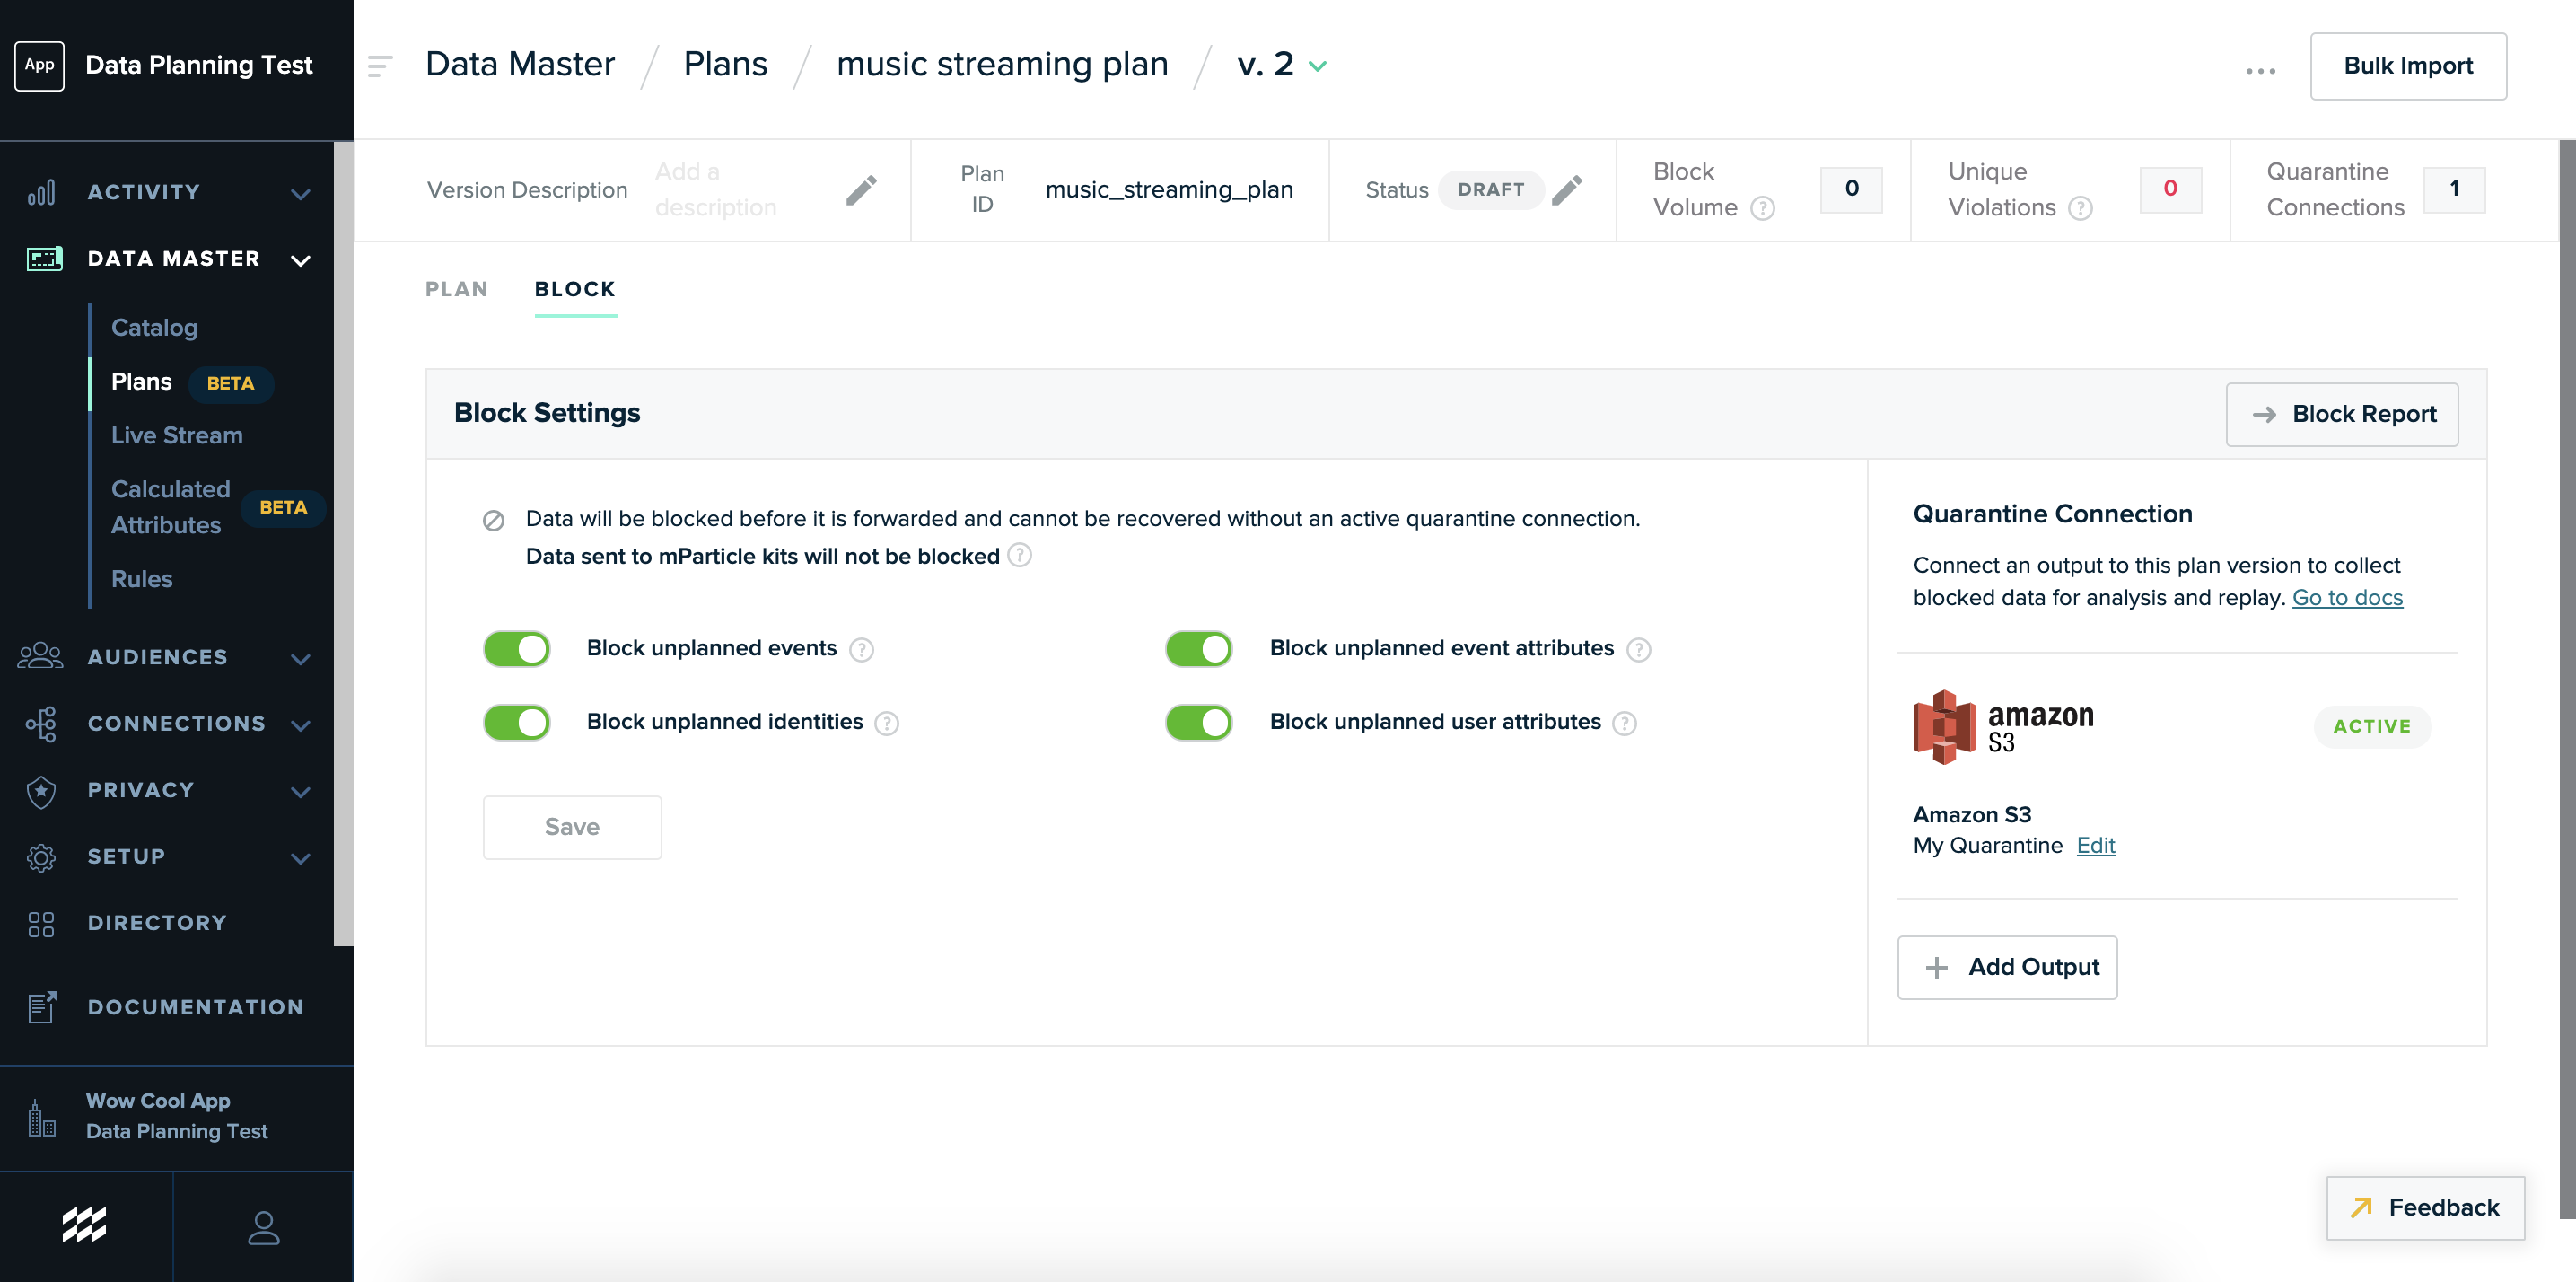 App
Data Planning Test
ACTIVITY
DATA MASTER
Catalog
Plans BETA
Live Stream
Calculated
Attributes
BETA
Rules
AUDIENCES
CONNECTIONS
PRIVACY
SETUP
DIRECTORY
DOCUMENTATION
Wow Cool App
Data Planning Test
Data Master / Plans / music streaming plan / v. 2
... Bulk Import
Version Description
Add a
description
Plan
ID
music_streaming_plan
Status DRAFT
Block
Volume ?
0
Unique
Violations ?
0
Quarantine
Connections
1
PLAN BLOCK
Block Settings
Block Report
Data will be blocked before it is forwarded and cannot be recovered without an active quarantine connection.
Data sent to mParticle kits will not be blocked ?
Block unplanned events ?
Block unplanned event attributes ?
Block unplanned identities ?
Block unplanned user attributes ?
Save
Quarantine Connection
Connect an output to this plan version to collect
blocked data for analysis and replay. Go to docs
amazon
S3
ACTIVE
Amazon S3
My Quarantine Edit
+ Add Output
Feedback